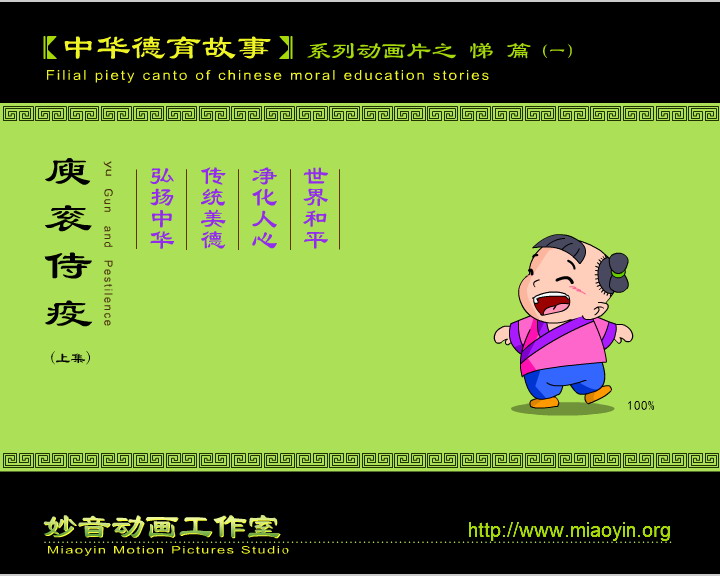 【中华德育故事】系列动画片之 悌 篇 (一)
Filial piety canto of chinese moral education stories
庾衮侍疫
(上集)
yu Gun and Pestilence
弘扬中华
传统美德
净化人心
世界和平
100%
妙音动画工作室
Miaoyin Motion Pictures Studio
http://www.miaoyin.org